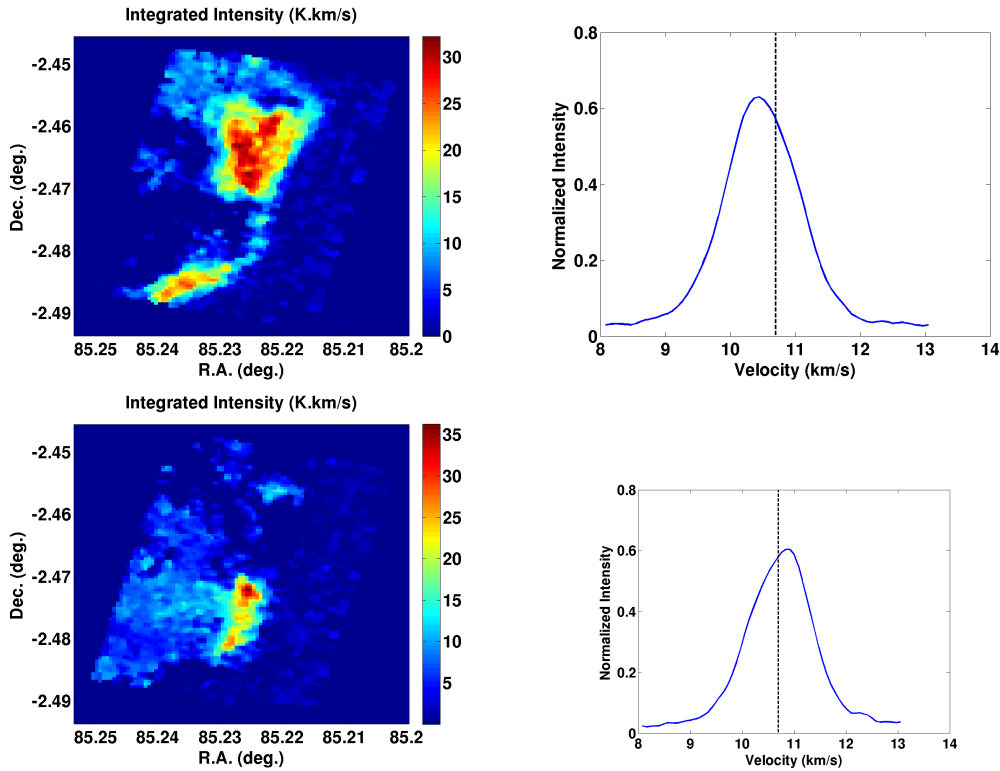 Integrated Intensity (K.km/s)
Dec. (deg.)
-2.45
-2.46
-2.47
-2.48
-2.49
85.25 85.24 85.23 85.22 85.21 85.2
R.A. (deg.)
30
25
20
15
10
5
0
Normalized Intensity
0.8
0.6
0.4
0.2
0
8 9 10 11 12 13 14
Velocity (km/s)
Integrated Intensity (K.km/s)
Dec. (deg.)
-2.45
-2.46
-2.47
-2.48
-2.49
85.25 85.24 85.23 85.22 85.21 85.2
R.A. (deg.)
35
30
25
20
15
10
5
Normalized Intensity
0.8
0.6
0.4
0.2
0
8 9 10 11 12 13 14
Velocity (km/s)